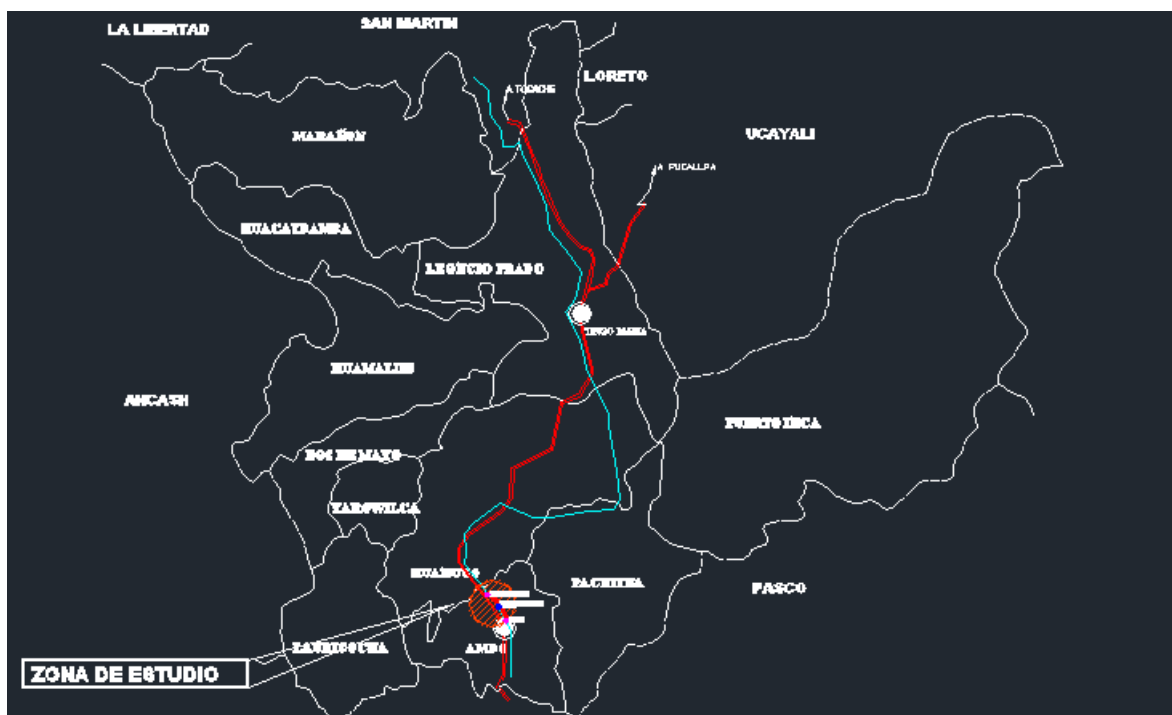 LA LIBERTAD
SAN MARTIN
LORETO
A TOCACHE
UCAYALI
MARAÑON
A PUCALLPA
HUACAYBAMBA
LEONCIO PRADO
TINGO MARIA
HUAMALIES
ANCASH
PUERTO INCA
DOS DE MAYO
YAROWILCA
HUANUCO
PACHITEA
PASCO
LAURICOCHA
AMBO
ZONA DE ESTUDIO